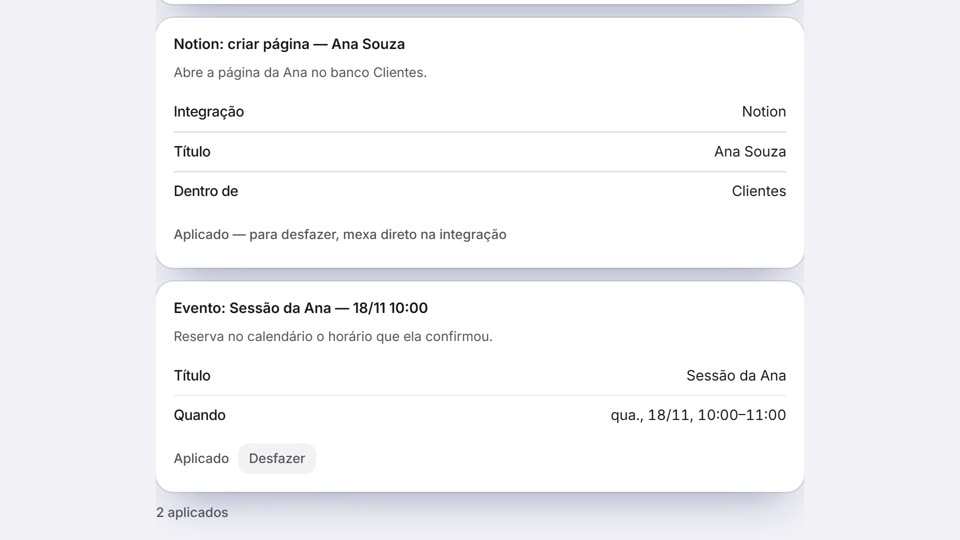 Notion: criar página — Ana Souza
Abre a página da Ana no banco Clientes.
Integração Notion
Título Ana Souza
Dentro de Clientes
Aplicado — para desfazer, mexa direto na integração
Evento: Sessão da Ana — 18/11 10:00
Reserva no calendário o horário que ela confirmou.
Título Sessão da Ana
Quando qua., 18/11, 10:00–11:00
Aplicado Desfazer
2 aplicados